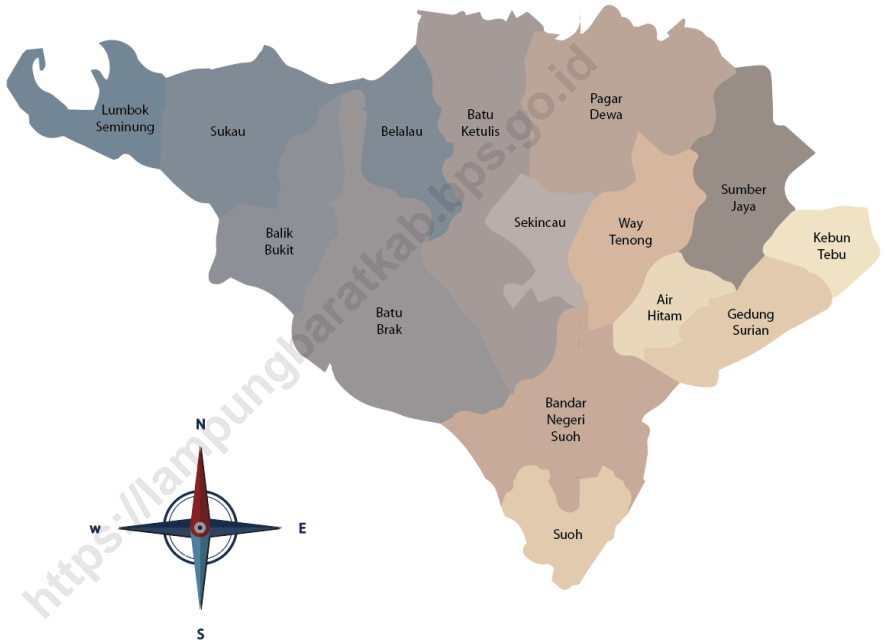 Lumbok
Seminung
Sukau
Belalau
Batu
Ketulis
Pagar
Dewa
Sumber
Jaya
Kebun
Tebu
Balik
Bukit
Sekincau
Way
Tenong
Batu
Brak
Air
Hitam
Gedung
Surian
Bandar
Negeri
Suoh
Suoh
N
W
E
S
https://lampungbaratkab.bps.go.id